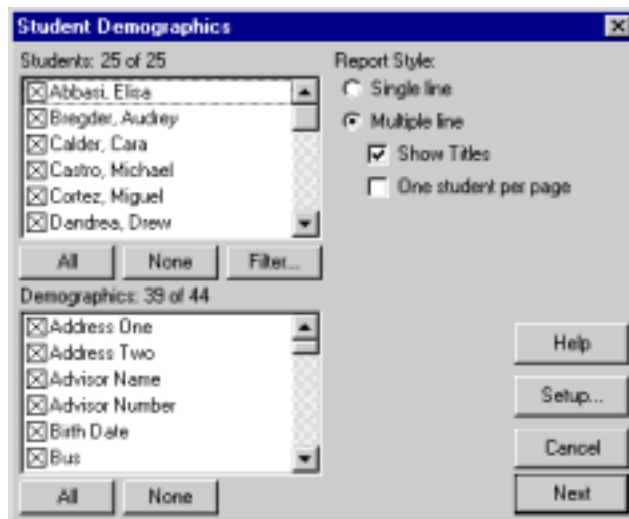 Student Demographics
Students: 25 of 25
Abbasi, Elisa
Bregder, Audrey
Calder, Cara
Castro, Michael
Cortez, Miguel
Dandrea, Drew
All
None
Filter...
Report Style:
Single line
Multiple line
Show Titles
One student per page
Demographics: 39 of 44
Address One
Address Two
Advisor Name
Advisor Number
Birth Date
Bus
All
None
Help
Setup...
Cancel
Next